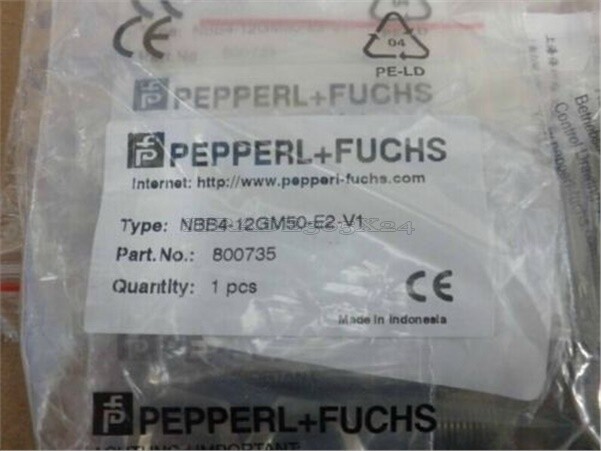 04
PE-LD
PEPPERL+FUCHS
PEPPERL+FUCHS
Internet: http://www.pepperl-fuchs.com
Type: NBB4-12GM50-E2-V1
Part.No.: 800735
Quantity: 1 pcs
CE
Made in Indonesia
PEPPERL+FUCHS